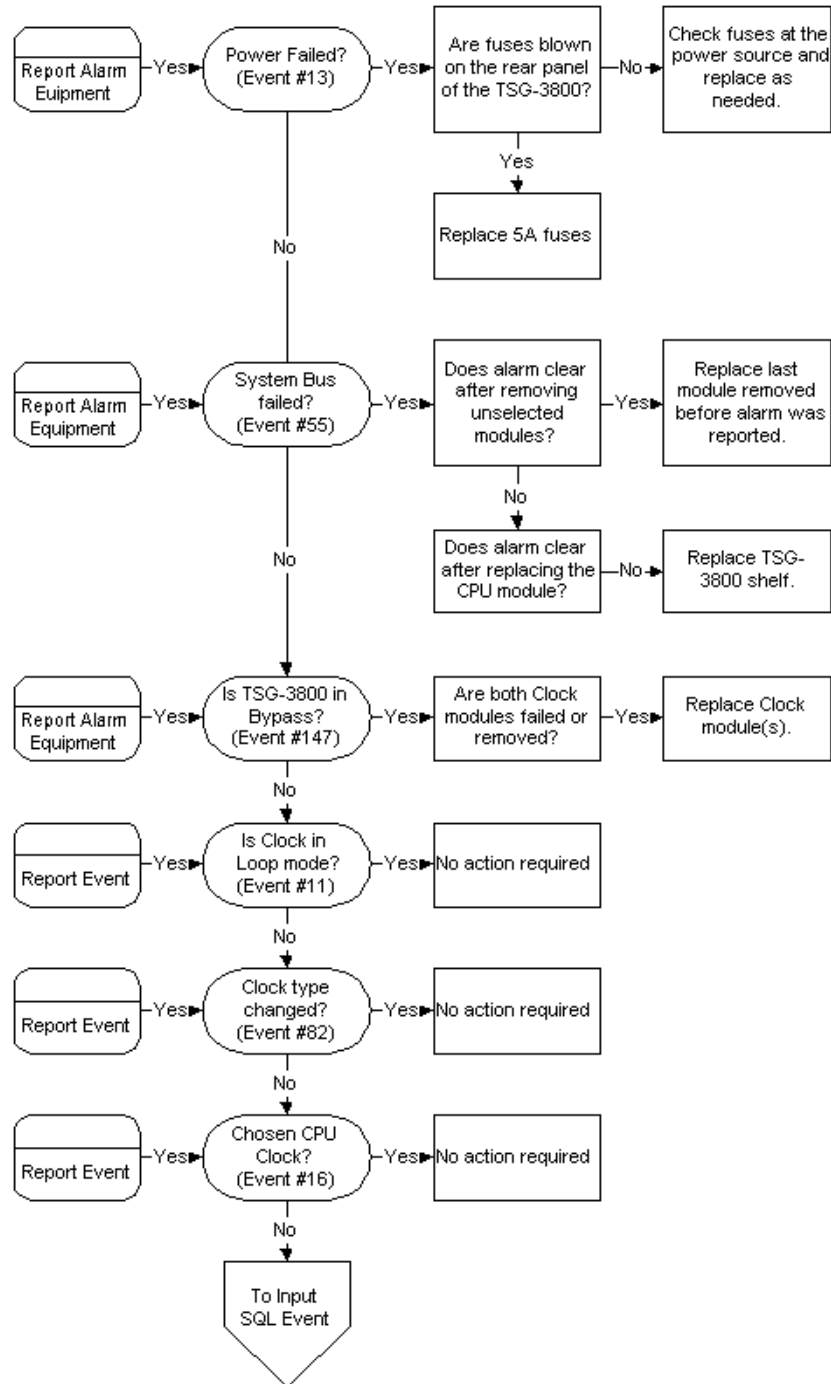 Report Alarm
Euipment
Yes
Power Failed?
(Event #13)
Yes
Are fuses blown
on the rear panel
of the TSG-3800?
No
Check fuses at the
power source and
replace as
needed.
Yes
Replace 5A fuses
No
Report Alarm
Equipment
Yes
System Bus
failed?
(Event #55)
Yes
Does alarm clear
after removing
unselected
modules?
Yes
Replace last
module removed
before alarm was
reported.
No
No
Does alarm clear
after replacing the
CPU module?
No
Replace TSG-
3800 shelf.
Report Alarm
Equipment
Yes
Is TSG-3800 in
Bypass?
(Event #147)
Yes
Are both Clock
modules failed or
removed?
Yes
Replace Clock
module(s).
No
Report Event
Yes
Is Clock in
Loop mode?
(Event #11)
Yes
No action required
No
Report Event
Yes
Clock type
changed?
(Event #82)
Yes
No action required
No
Report Event
Yes
Chosen CPU
Clock?
(Event #16)
Yes
No action required
No
To Input
SQL Event